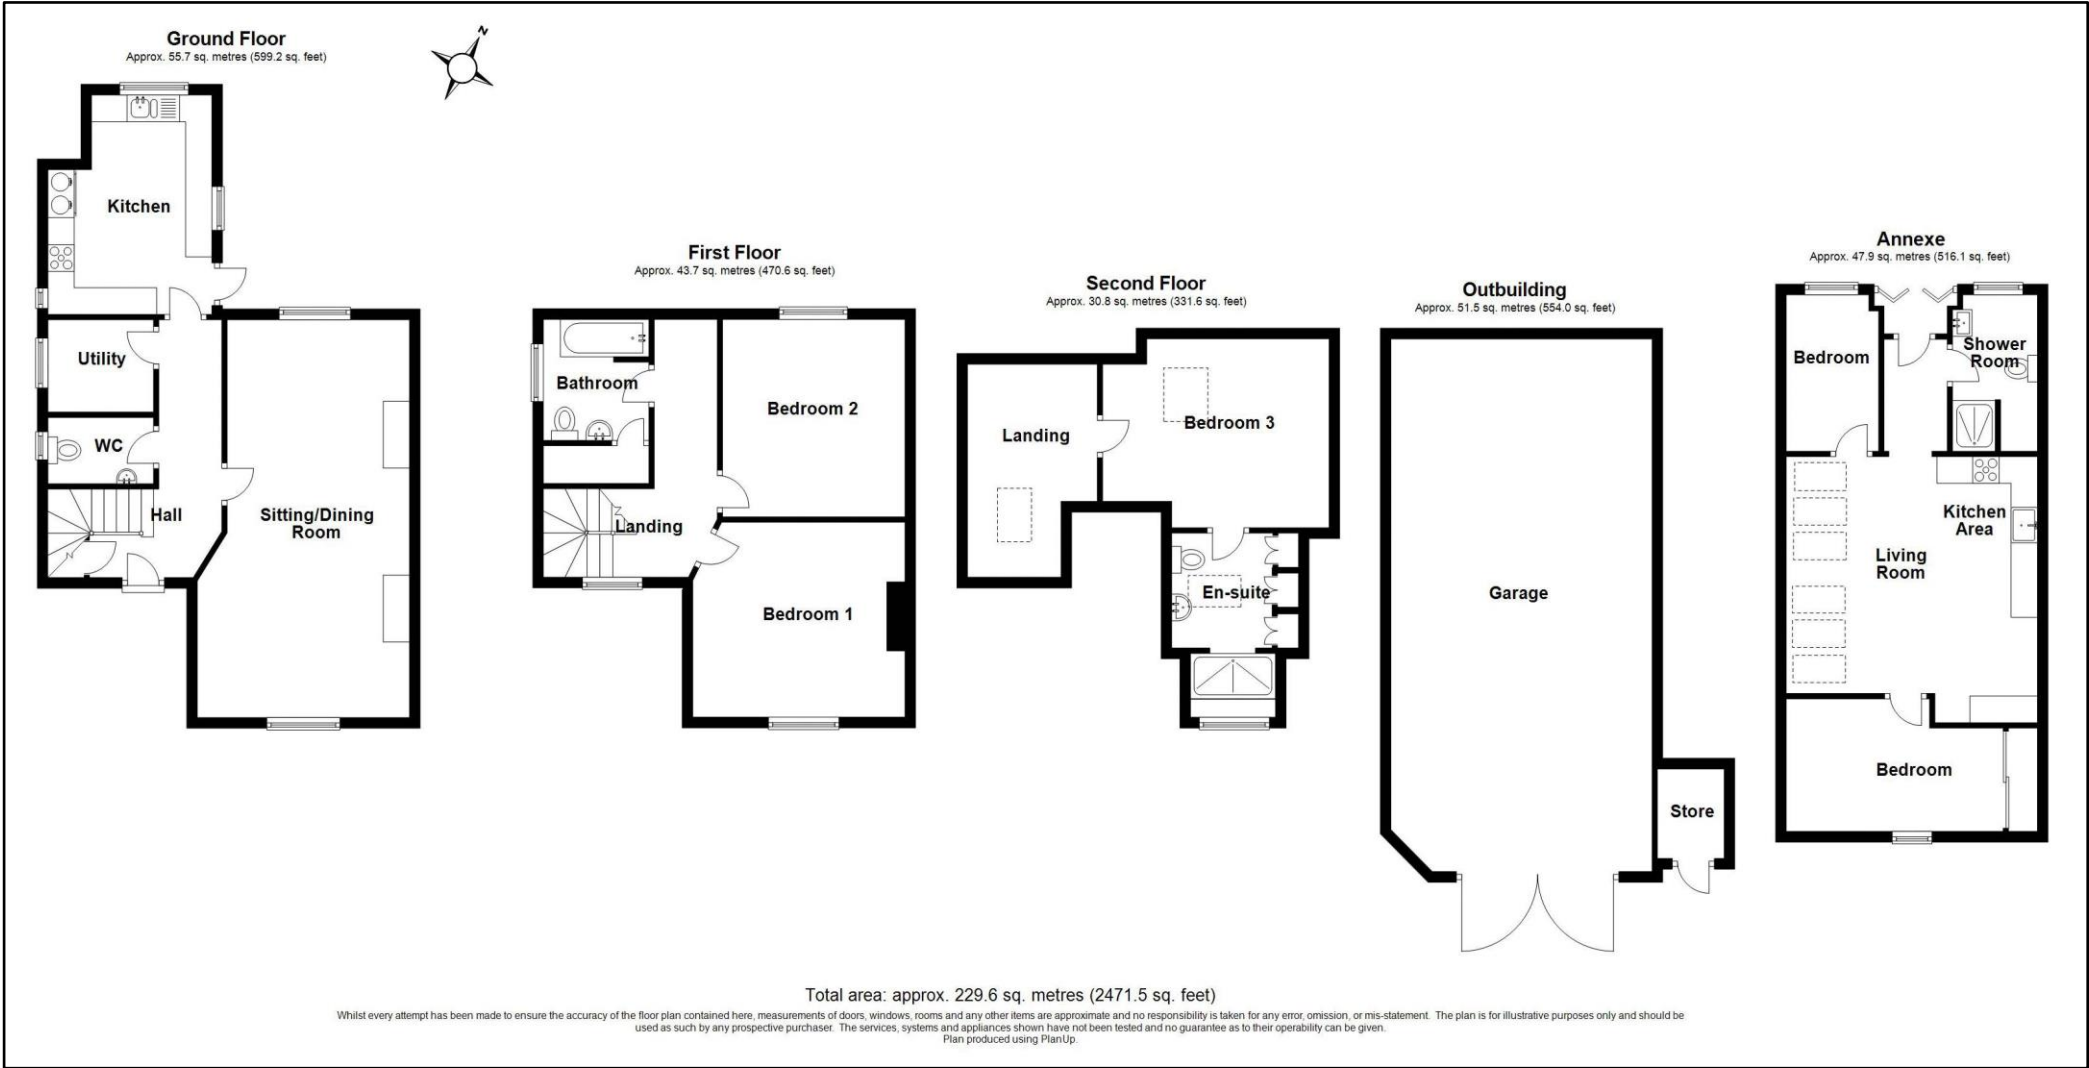 N
Ground Floor
Approx. 55.7 sq. metres (599.2 sq. feet)
Kitchen
Utility
WC
Hall
Sitting/Dining
Room
First Floor
Approx. 43.7 sq. metres (470.6 sq. feet)
Bathroom
Bedroom 2
Landing
Bedroom 1
Second Floor
Approx. 30.8 sq. metres (331.6 sq. feet)
Landing
Bedroom 3
En-suite
Outbuilding
Approx. 51.5 sq. metres (554.0 sq. feet)
Garage
Store
Annexe
Approx. 47.9 sq. metres (516.1 sq. feet)
Bedroom
Shower
Room
Kitchen
Area
Living
Room
Bedroom
Total area: approx. 229.6 sq. metres (2471.5 sq. feet)
Whilst every attempt has been made to ensure the accuracy of the floor plan contained here, measurements of doors, windows, rooms and any other items are approximate and no responsibility is taken for any error, omission, or mis-statement. The plan is for illustrative purposes only and should be
used as such by any prospective purchaser. The services, systems and appliances shown have not been tested and no guarantee as to their operability can be given.
Plan produced using PlanUp.